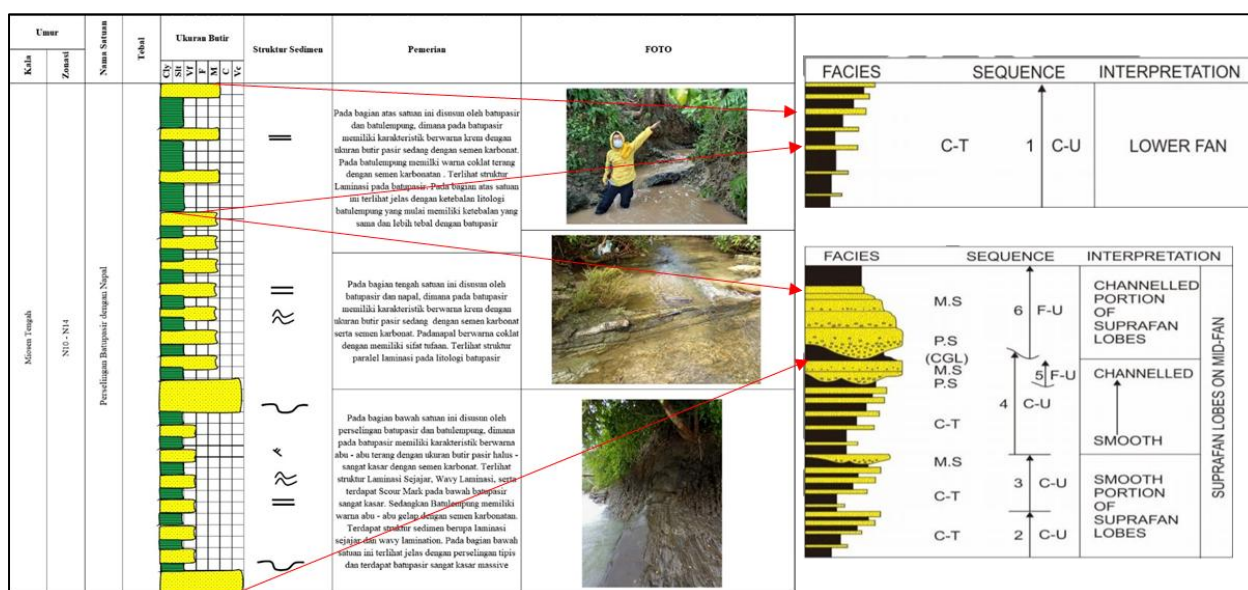 Umur
Kala
Zonasi
Nama Satuan
Tebal
Ukuran Butir
Cly
Slt
Vf
F
M
C
Vc
Struktur Sedimen
Pemerian
FOTO
Miosen Tengah
N10 - N14
Perselingan Batupasir dengan Napal
Pada bagian atas satuan ini disusun oleh batupasir
dan batulempung, dimana pada batupasir
memiliki karakteristik berwarna krem dengan
ukuran butir pasir sedang dengan semen karbonat.
Pada batulempung memilki warna coklat terang
dengan semen karbonatan . Terlihat struktur
Laminasi pada batupasir. Pada bagian atas satuan
ini terlihat jelas dengan ketebalan litologi
batulempung yang mulai memiliki ketebalan yang
sama dan lebih tebal dengan batupasir
Pada bagian tengah satuan ini disusun oleh
batupasir dan napal, dimana pada batupasir
memiliki karakteristik berwarna krem dengan
ukuran butir pasir sedang dengan semen karbonat
serta semen karbonat. Padanapal berwarna coklat
dengan memiliki sifat tufaan. Terlihat struktur
paralel laminasi pada litologi batupasir
Pada bagian bawah satuan ini disusun oleh
perselingan batupasir dan batulempung, dimana
pada batupasir memiliki karakteristik berwarna
abu - abu terang dengan ukuran butir pasir halus -
sangat kasar dengan semen karbonat. Terlihat
struktur Laminasi Sejajar, Wavy Laminasi, serta
terdapat Scour Mark pada bawah batupasir
sangat kasar. Sedangkan Batulempung memiliki
warna abu - abu gelap dengan semen karbonatan.
Terdapat struktur sedimen berupa laminasi
sejajar dan wavy lamination. Pada bagian bawah
satuan ini terlihat jelas dengan perselingan tipis
dan terdapat batupasir sangat kasar massive
FACIES
SEQUENCE
INTERPRETATION
C-T
1
C-U
LOWER FAN
FACIES
SEQUENCE
INTERPRETATION
M.S
6
F-U
CHANNELLED
PORTION
OF
SUPRAFAN
LOBES
P.S
(CGL)
M.S
5
F-U
P.S
4
C-U
CHANNELLED
C-T
SMOOTH
M.S
3
C-U
C-T
SMOOTH
PORTION
OF
SUPRAFAN
LOBES
C-T
2
C-U
SUPRAFAN LOBES ON MID-FAN